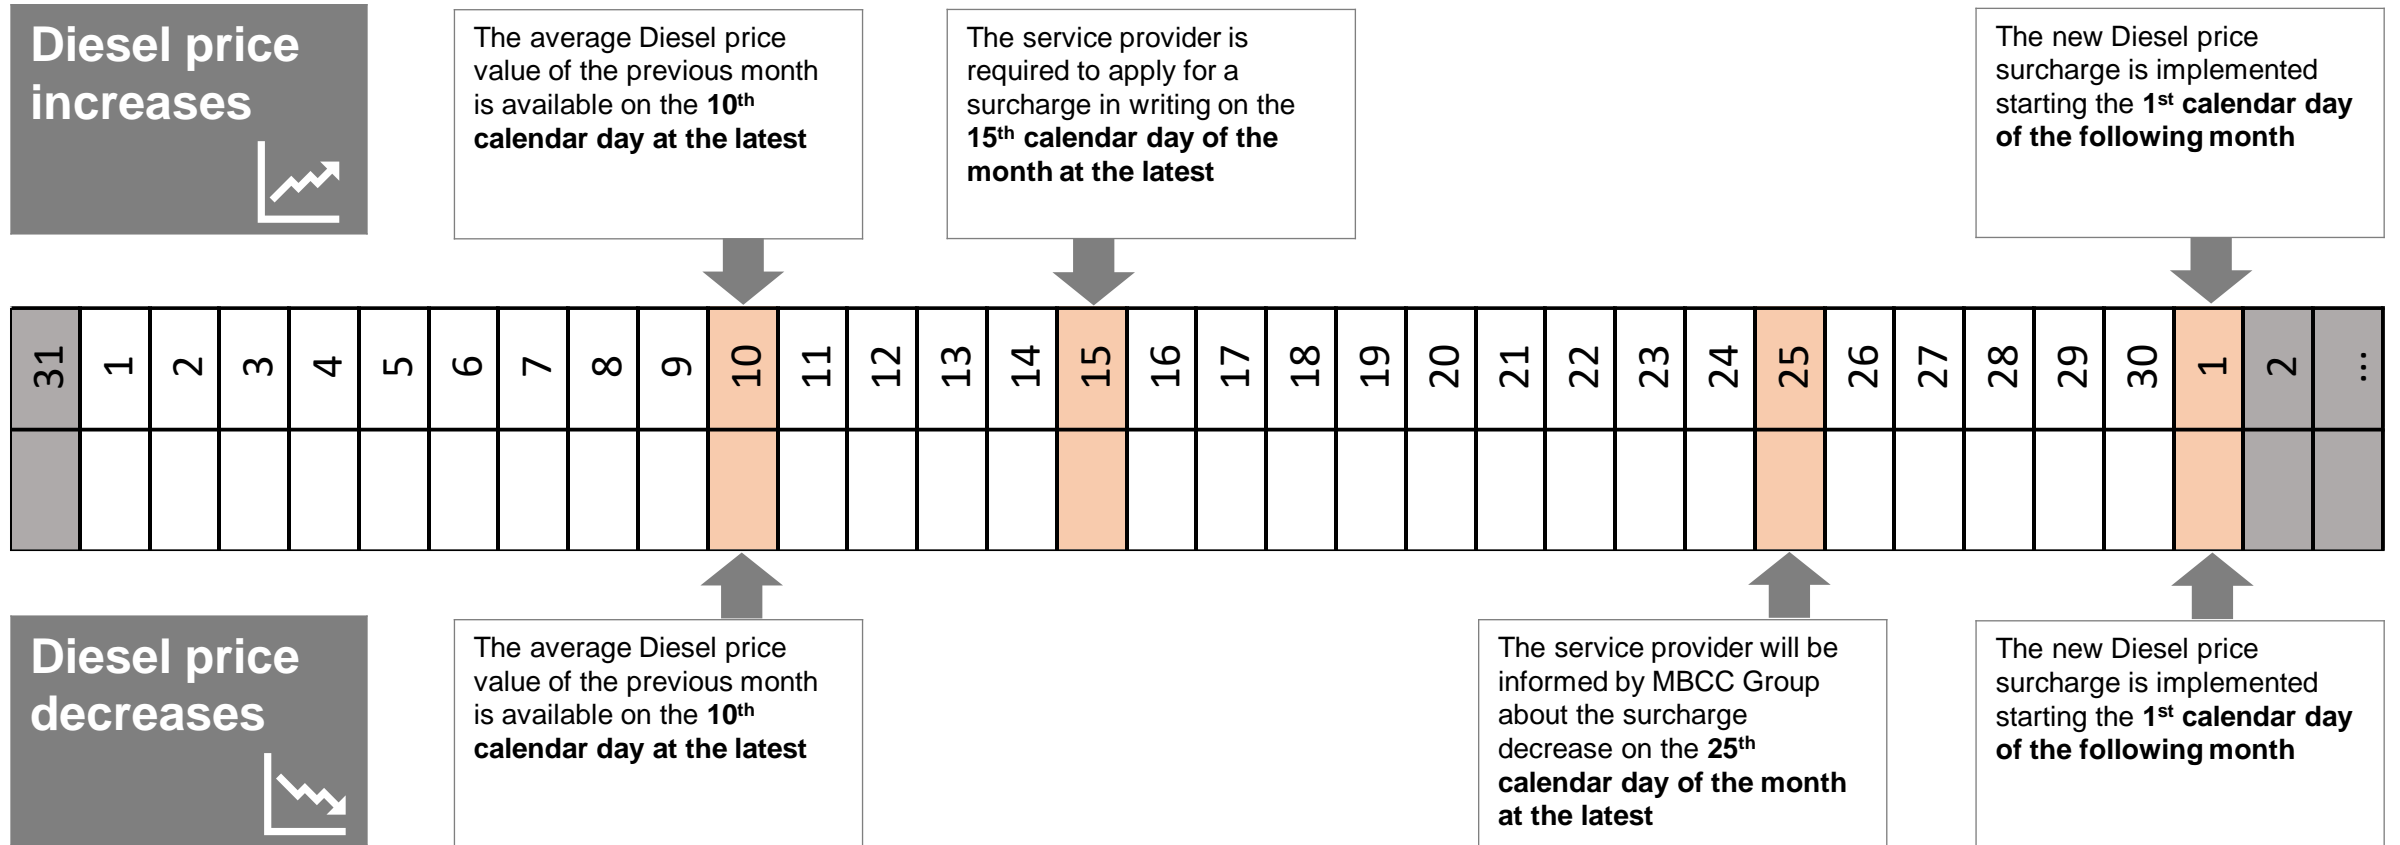 Diesel price
increases
The average Diesel price
value of the previous month
is available on the 10th
calendar day at the latest
The service provider is
required to apply for a
surcharge in writing on the
15th calendar day of the
month at the latest
The new Diesel price
surcharge is implemented
starting the 1st calendar day
of the following month
31 1 2 3 4 5 6 7 8 9 10 11 12 13 14 15 16 17 18 19 20 21 22 23 24 25 26 27 28 29 30 1 2 ...
Diesel price
decreases
The average Diesel price
value of the previous month
is available on the 10th
calendar day at the latest
The service provider will be
informed by MBCC Group
about the surcharge
decrease on the 25th
calendar day of the month
at the latest
The new Diesel price
surcharge is implemented
starting the 1st calendar day
of the following month